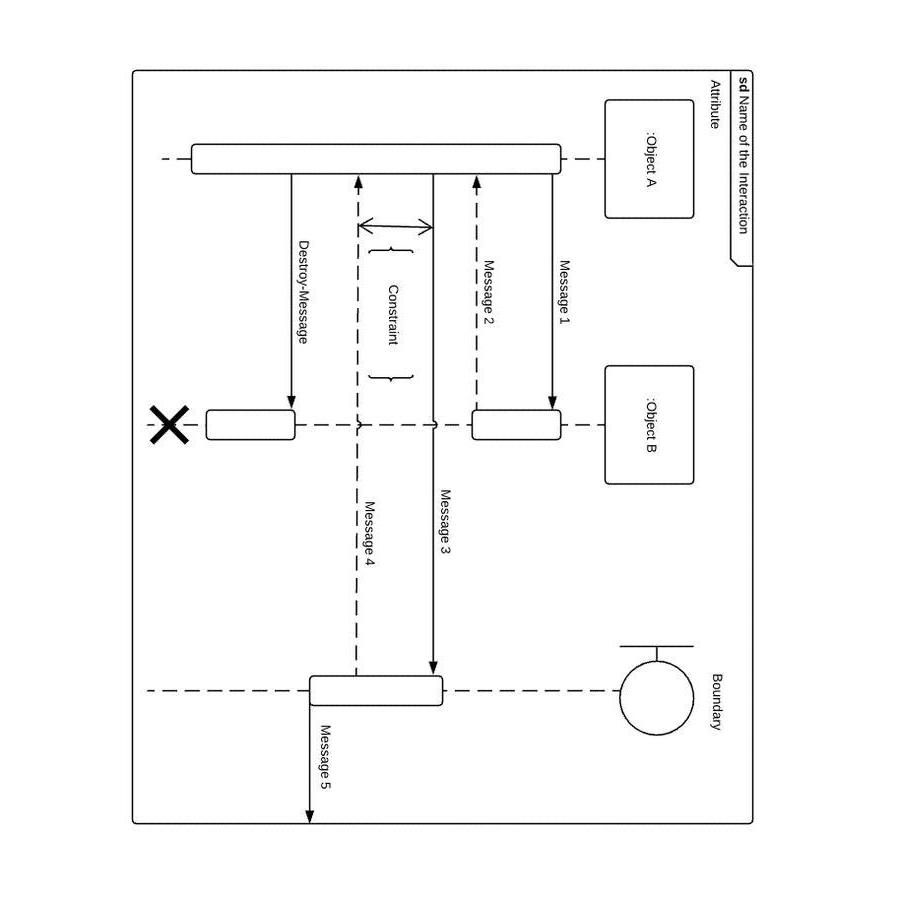 sd Name of the Interaction
Attribute
Boundary
:Object A
:Object B
Message 1
Message 2
Message 3
Constraint
Message 4
Message 5
Destroy-Message